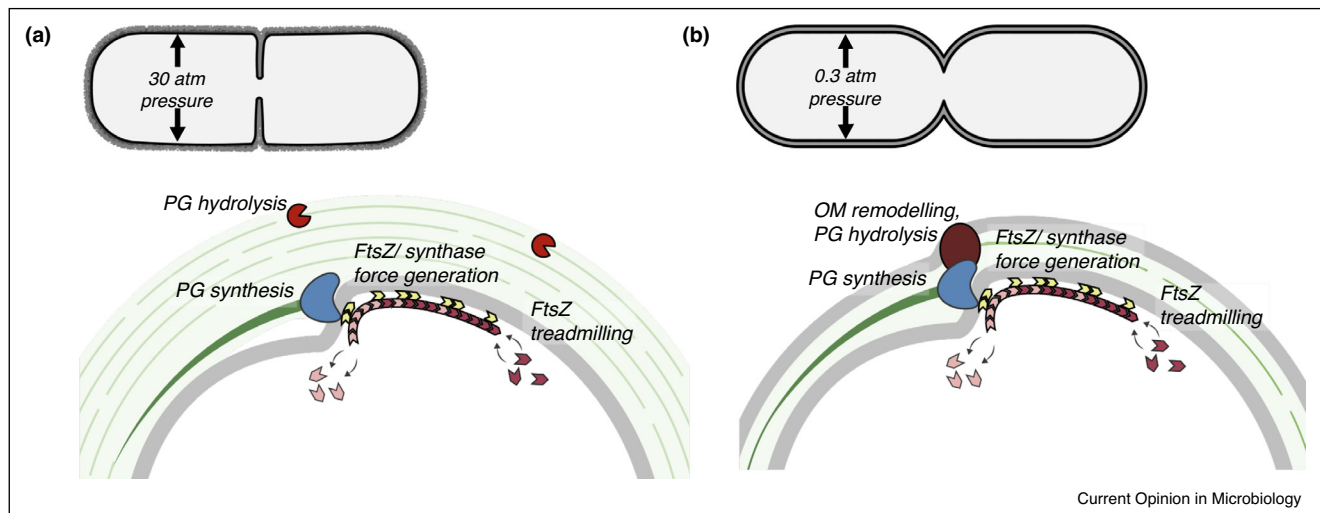 (a)
30 atm
pressure
PG hydrolysis
FtsZ/ synthase
force generation
PG synthesis
FtsZ
treadmilling
(b)
0.3 atm
pressure
OM remodelling,
PG hydrolysis
FtsZ/ synthase
force generation
PG synthesis
FtsZ
treadmilling
Current Opinion in Microbiology